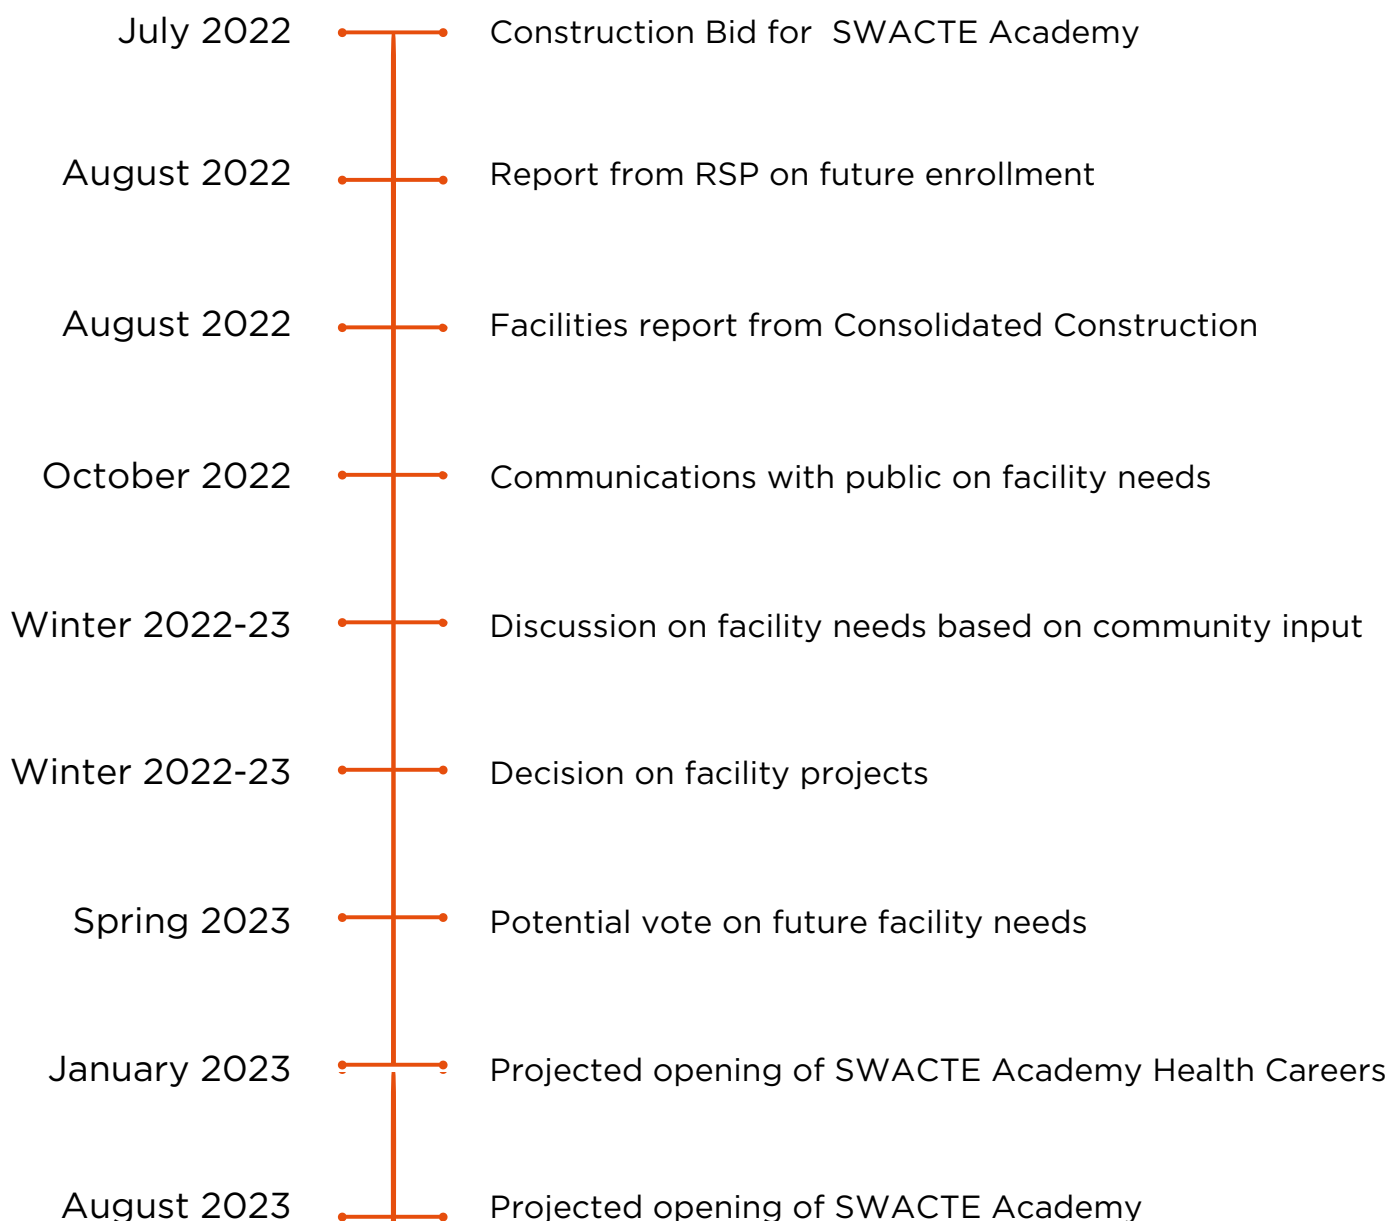 July 2022 Construction Bid for SWACTE Academy
August 2022 Report from RSP on future enrollment
August 2022 Facilities report from Consolidated Construction
October 2022 Communications with public on facility needs
Winter 2022-23 Discussion on facility needs based on community input
Winter 2022-23 Decision on facility projects
Spring 2023 Potential vote on future facility needs
January 2023 Projected opening of SWACTE Academy Health Careers
August 2023 Projected opening of SWACTE Academy